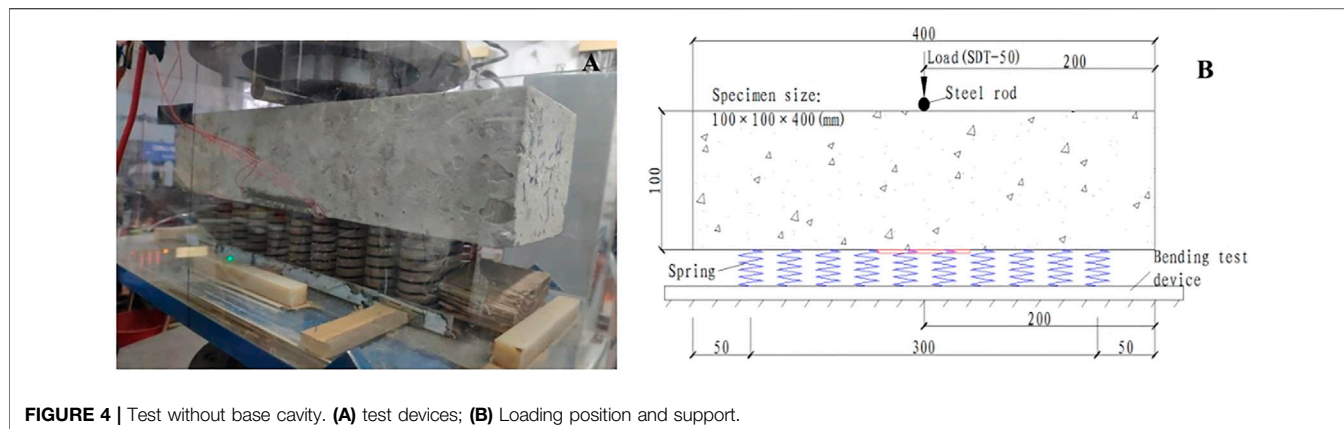 A
400
Load(SDT-50)
200
B
Steel rod
Specimen size:
100×100×400(mm)
100
Spring
Bending test
device
200
50
300
50
FIGURE 4 | Test without base cavity. (A) test devices; (B) Loading position and support.